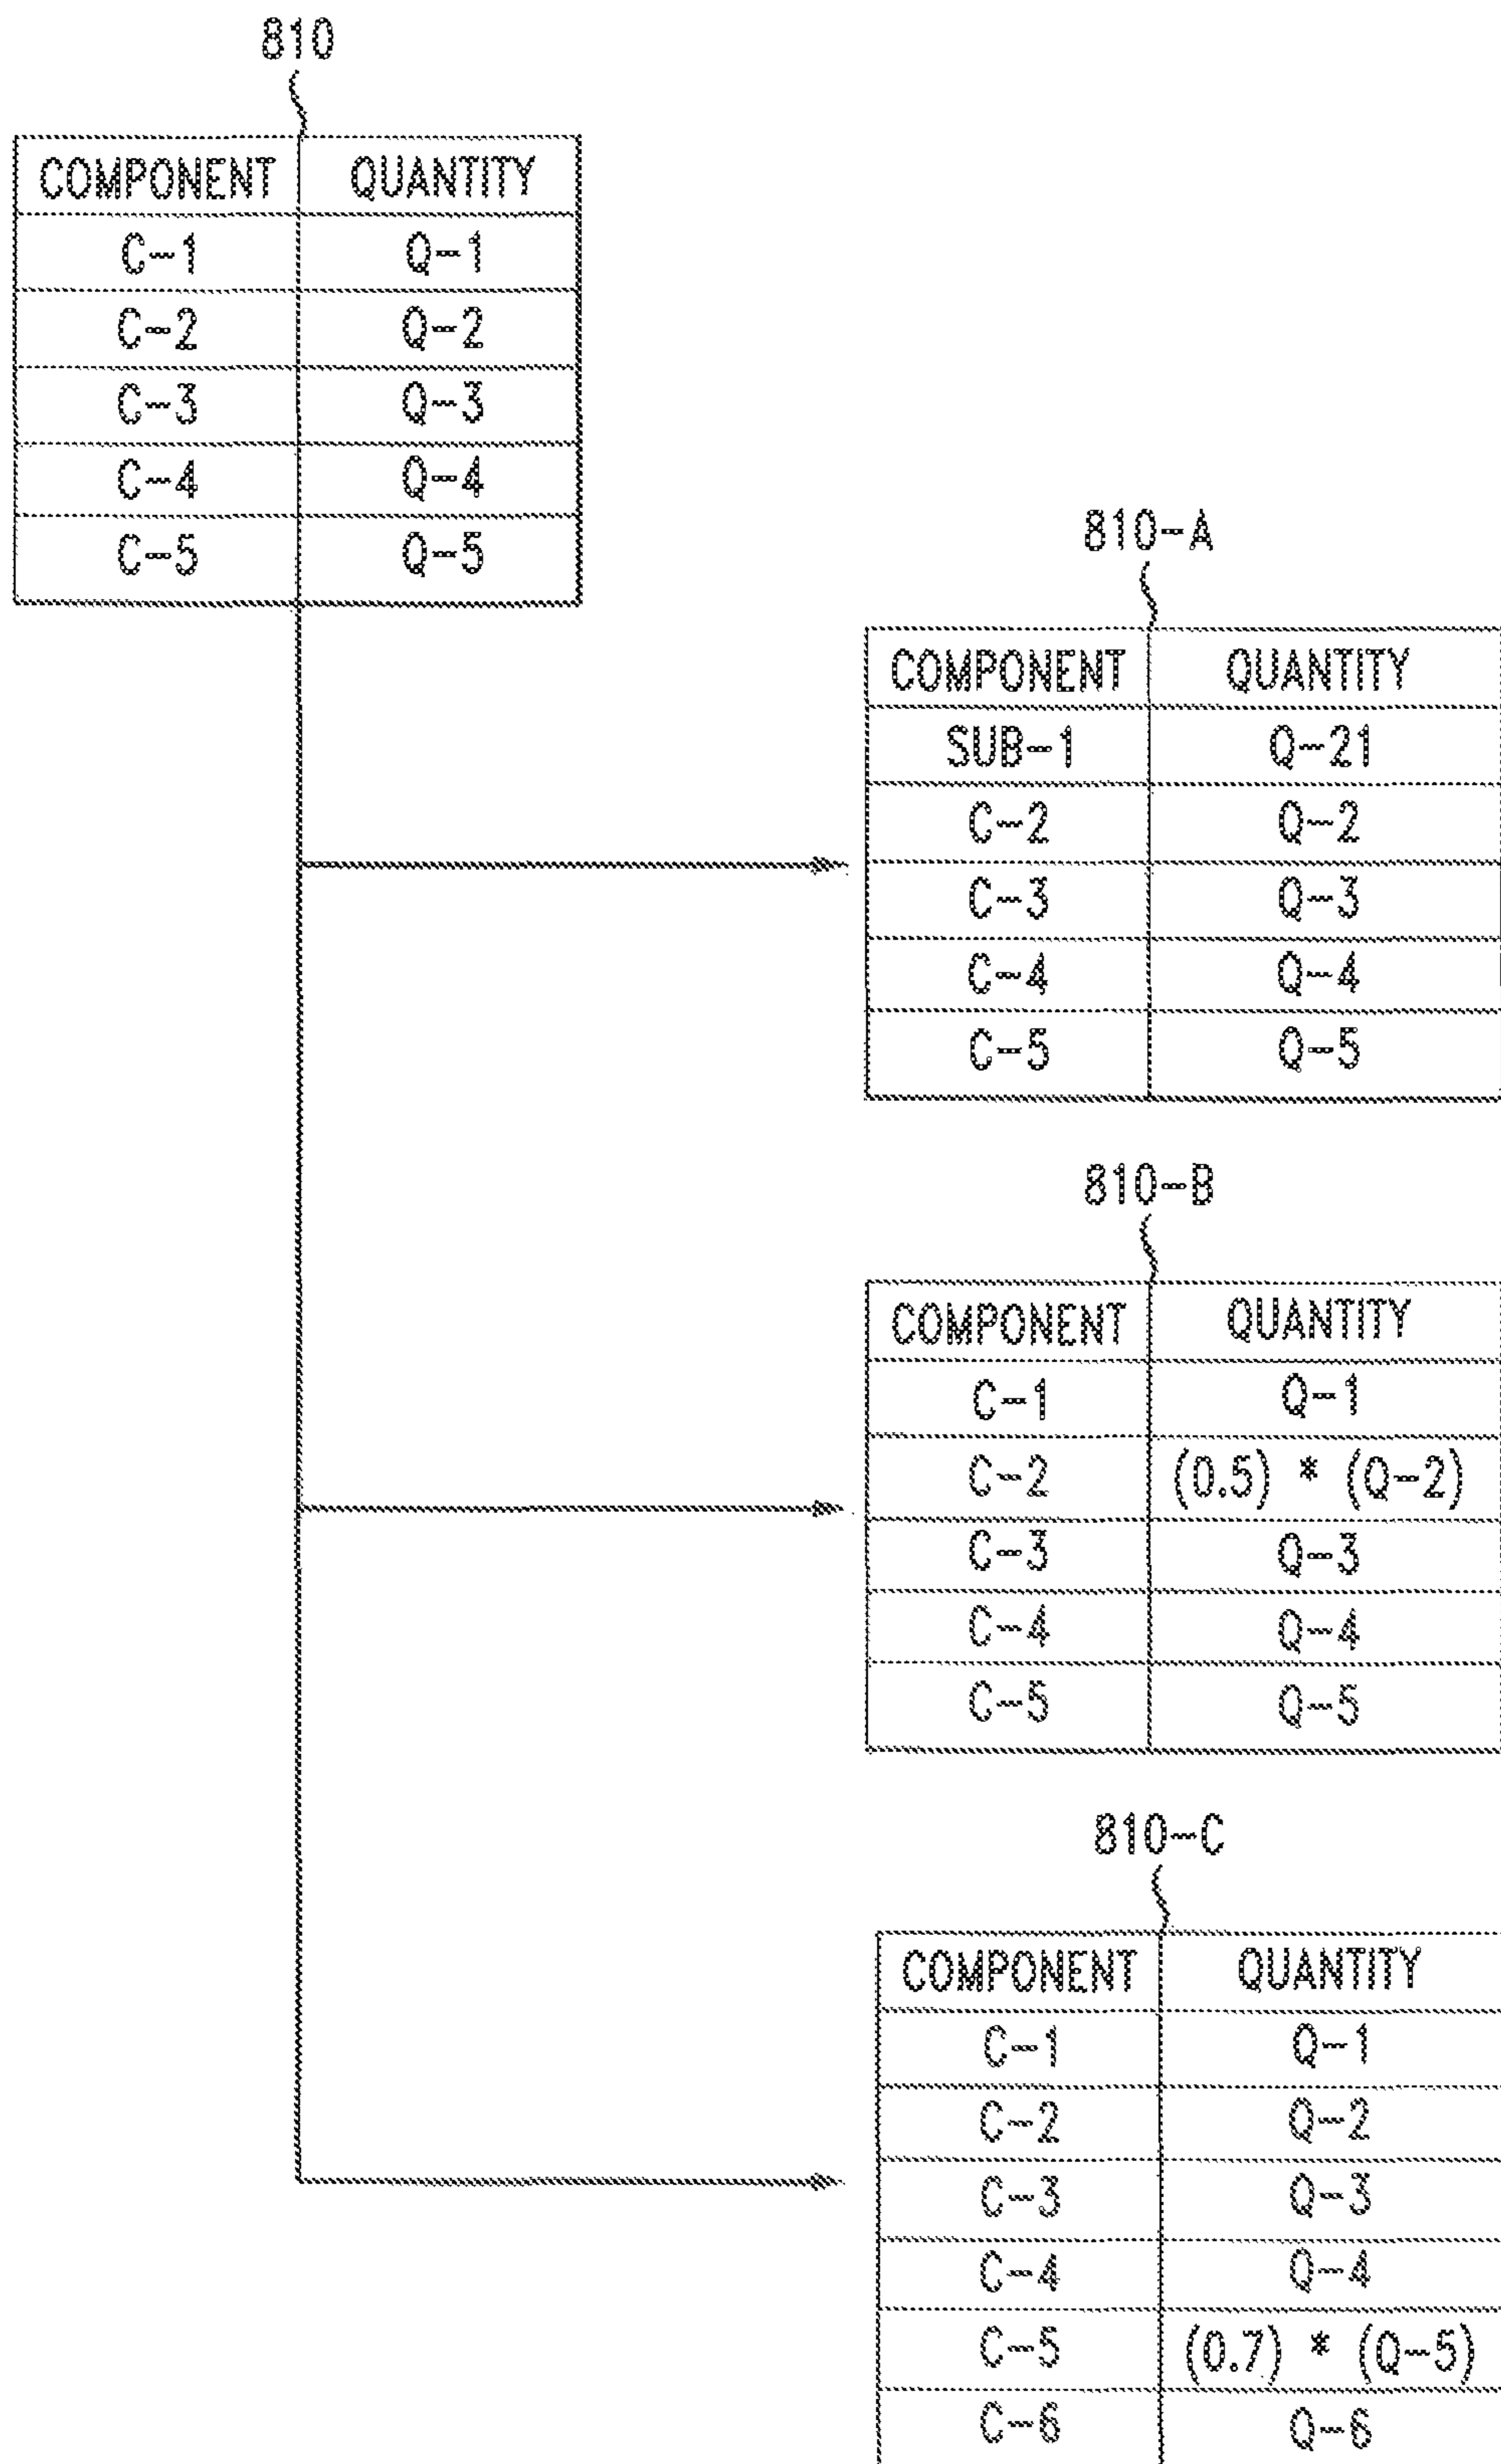 810
COMPONENT QUANTITY
C-1 Q-1
C-2 Q-2
C-3 Q-3
C-4 Q-4
C-5 Q-5
810-A
COMPONENT QUANTITY
SUB-1 Q-21
C-2 Q-2
C-3 Q-3
C-4 Q-4
C-5 Q-5
810-B
COMPONENT QUANTITY
C-1 Q-1
C-2 (0.5) * (Q-2)
C-3 Q-3
C-4 Q-4
C-5 Q-5
810-C
COMPONENT QUANTITY
C-1 Q-1
C-2 Q-2
C-3 Q-3
C-4 Q-4
C-5 (0.7) * (Q-5)
C-6 Q-6